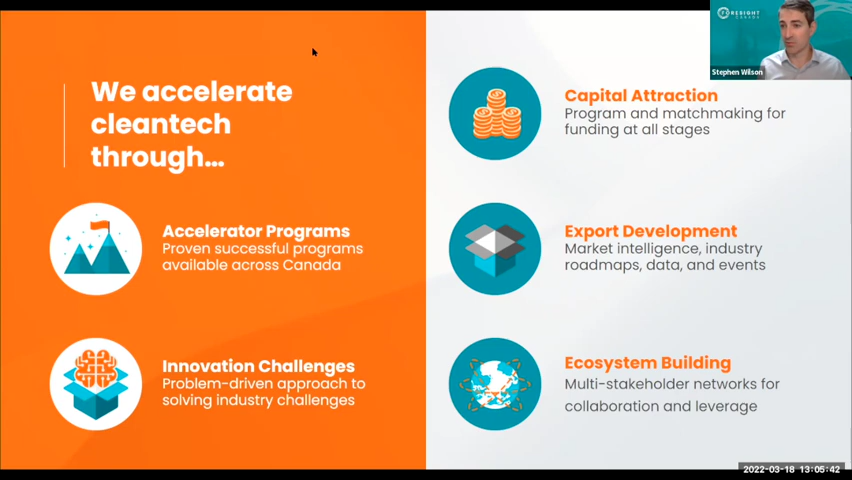 We accelerate
cleantech
through...
Accelerator Programs
Proven successful programs
available across Canada
Innovation Challenges
Problem-driven approach to
solving industry challenges
Capital Attraction
Program and matchmaking for
funding at all stages
Export Development
Market intelligence, industry
roadmaps, data, and events
Ecosystem Building
Multi-stakeholder networks for
collaboration and leverage
CANADA
Stephen Wilson
2022-03-18 13:05:42